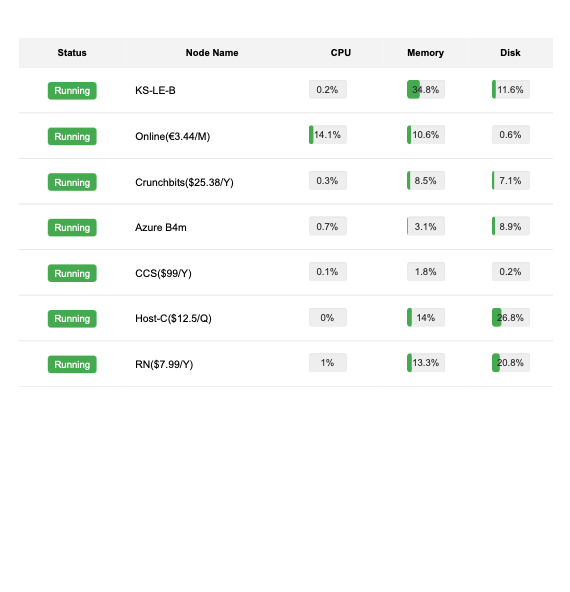 Status Node Name CPU Memory Disk
Running KS-LE-B 0.2% 34.8% 11.6%
Running Online(€3.44/M) 14.1% 10.6% 0.6%
Running Crunchbits($25.38/Y) 0.3% 8.5% 7.1%
Running Azure B4m 0.7% 3.1% 8.9%
Running CCS($99/Y) 0.1% 1.8% 0.2%
Running Host-C($12.5/Q) 0% 14% 26.8%
Running RN($7.99/Y) 1% 13.3% 20.8%